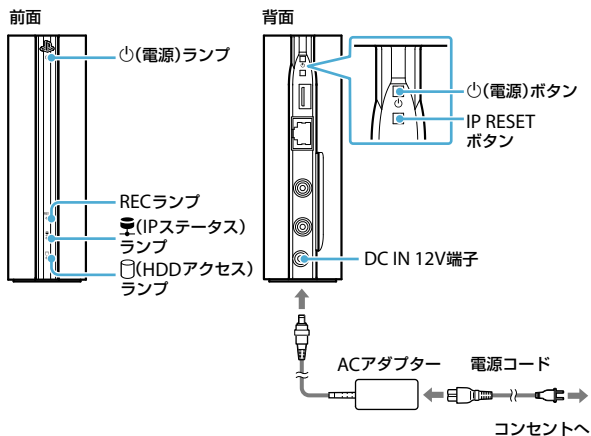 前面
背面
⏻(電源)ランプ
RECランプ
(IPステータス)
ランプ
(HDDアクセス)
ランプ
⏻(電源)ボタン
IP RESET
ボタン
DC IN 12V端子
ACアダプター
電源コード
コンセントへ